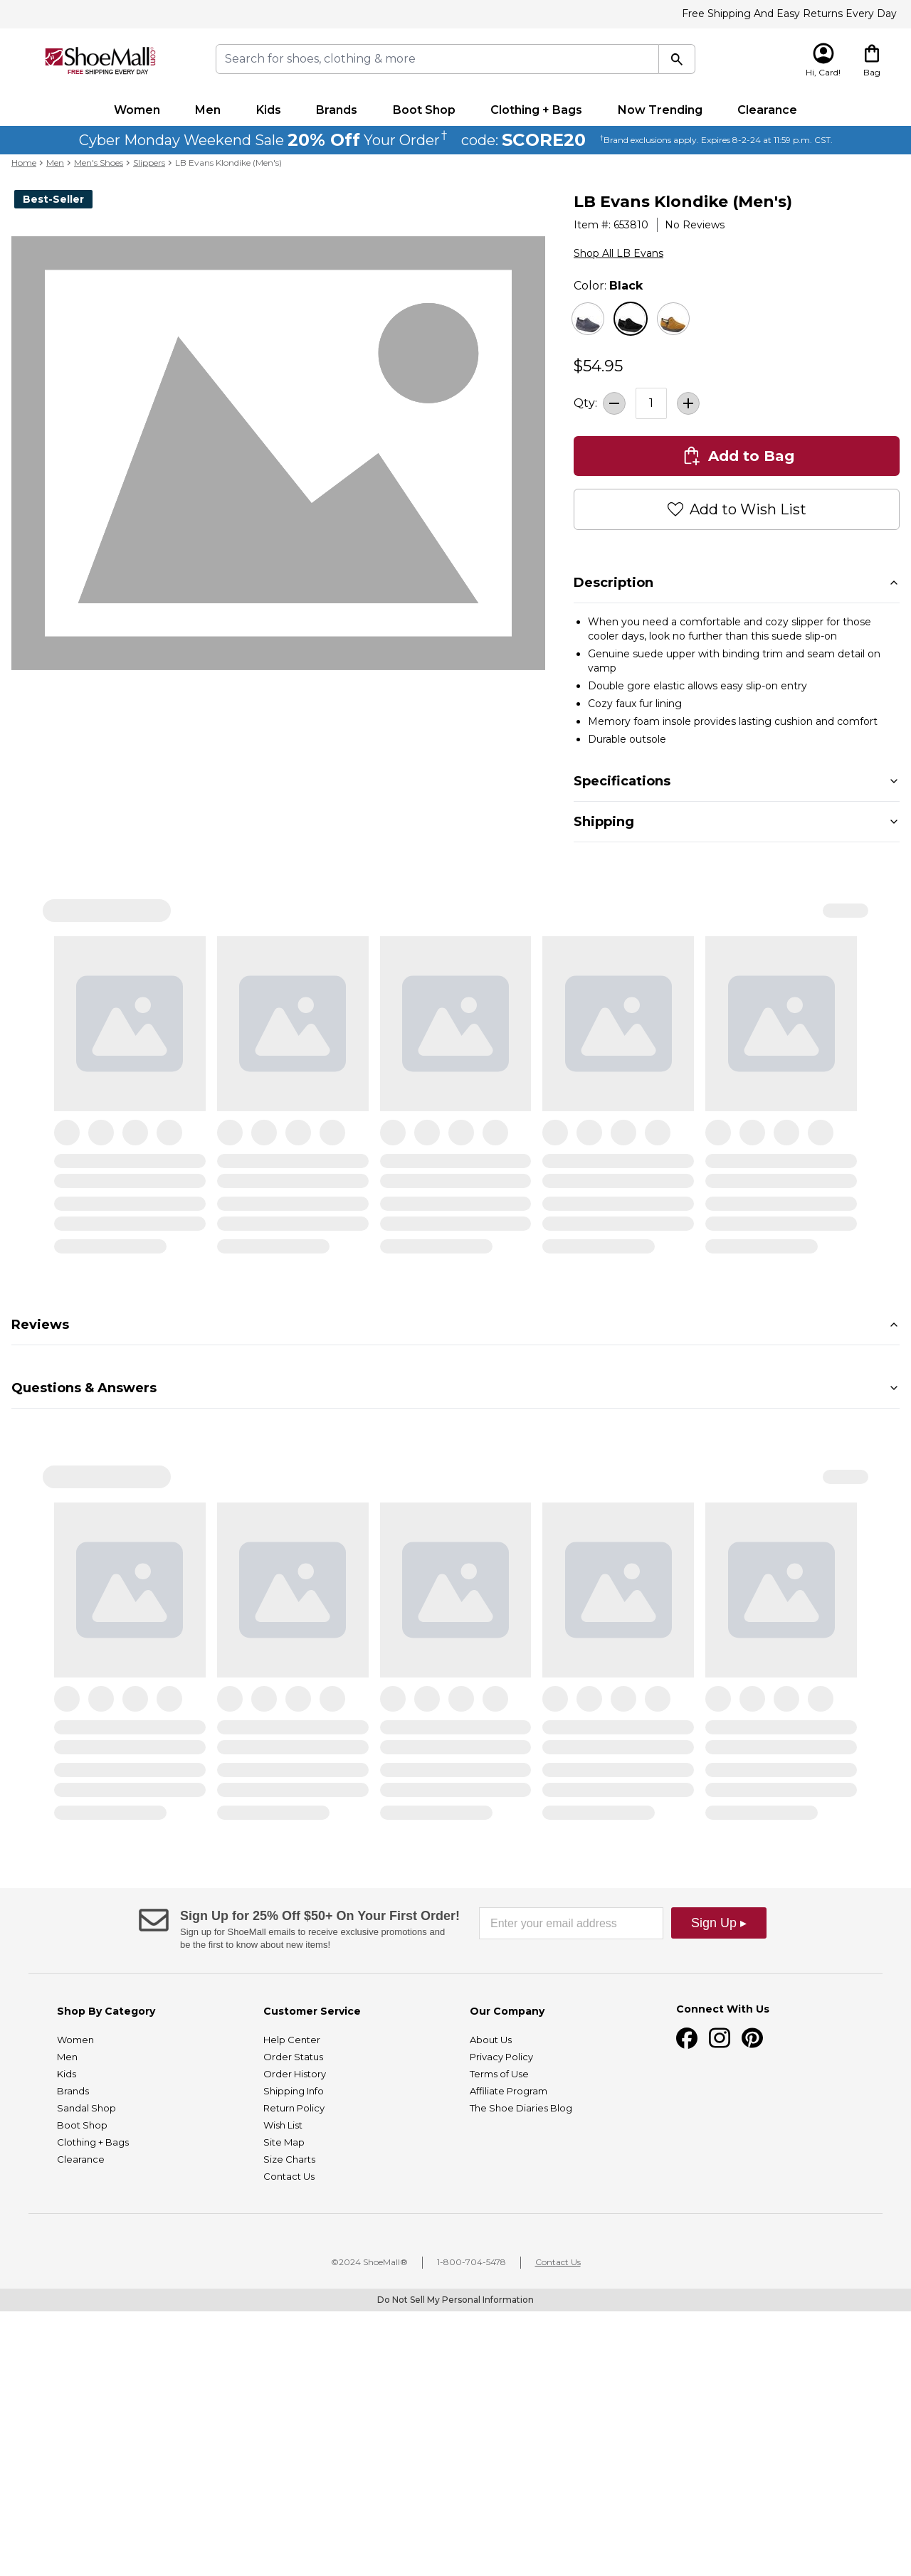 Free Shipping And Easy Returns Every Day
ShoeMall.com
FREE SHIPPING EVERY DAY
Search for shoes, clothing & more
Hi, Card!
Bag
Women Men Kids Brands Boot Shop Clothing + Bags Now Trending Clearance
Cyber Monday Weekend Sale 20% Off Your Order† code: SCORE20 †Brand exclusions apply. Expires 8-2-24 at 11:59 p.m. CST.
Home > Men > Men's Shoes > Slippers > LB Evans Klondike (Men's)
Best-Seller
LB Evans Klondike (Men's)
Item #: 653810 | No Reviews
Shop All LB Evans
Color: Black
$54.95
Qty: 1
Add to Bag
Add to Wish List
Description
• When you need a comfortable and cozy slipper for those
cooler days, look no further than this suede slip-on
• Genuine suede upper with binding trim and seam detail on
vamp
• Double gore elastic allows easy slip-on entry
• Cozy faux fur lining
• Memory foam insole provides lasting cushion and comfort
• Durable outsole
Specifications
Shipping
Reviews
Questions & Answers
Sign Up for 25% Off $50+ On Your First Order!
Sign up for ShoeMall emails to receive exclusive promotions and
be the first to know about new items!
Enter your email address
Sign Up ▸
Shop By Category
Women
Men
Kids
Brands
Sandal Shop
Boot Shop
Clothing + Bags
Clearance
Customer Service
Help Center
Order Status
Order History
Shipping Info
Return Policy
Wish List
Site Map
Size Charts
Contact Us
Our Company
About Us
Privacy Policy
Terms of Use
Affiliate Program
The Shoe Diaries Blog
Connect With Us
©2024 ShoeMall® | 1-800-704-5478 | Contact Us
Do Not Sell My Personal Information